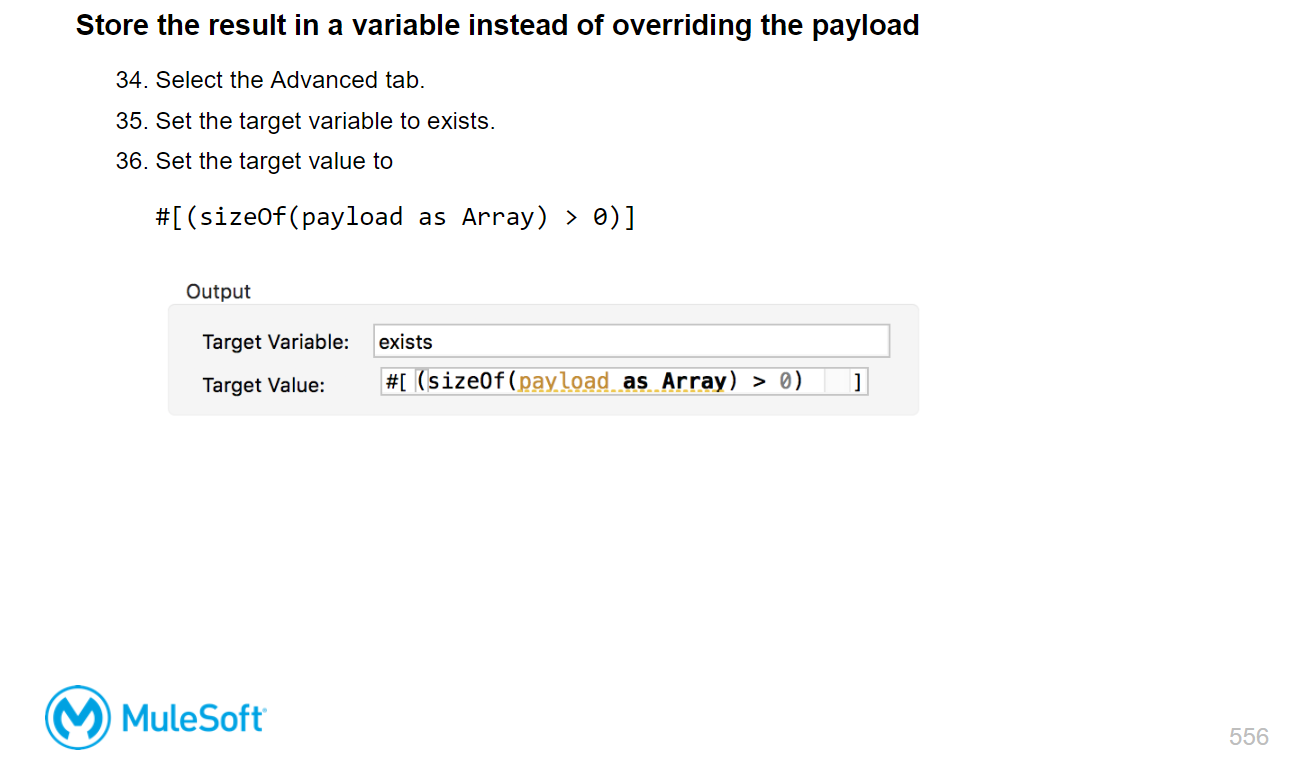 Store the result in a variable instead of overriding the payload
34. Select the Advanced tab.
35. Set the target variable to exists.
36. Set the target value to
#[(sizeOf(payload as Array) > 0)]
Output
Target Variable: exists
Target Value: #[ (sizeOf(payload as Array) > 0) ]
MuleSoft
556